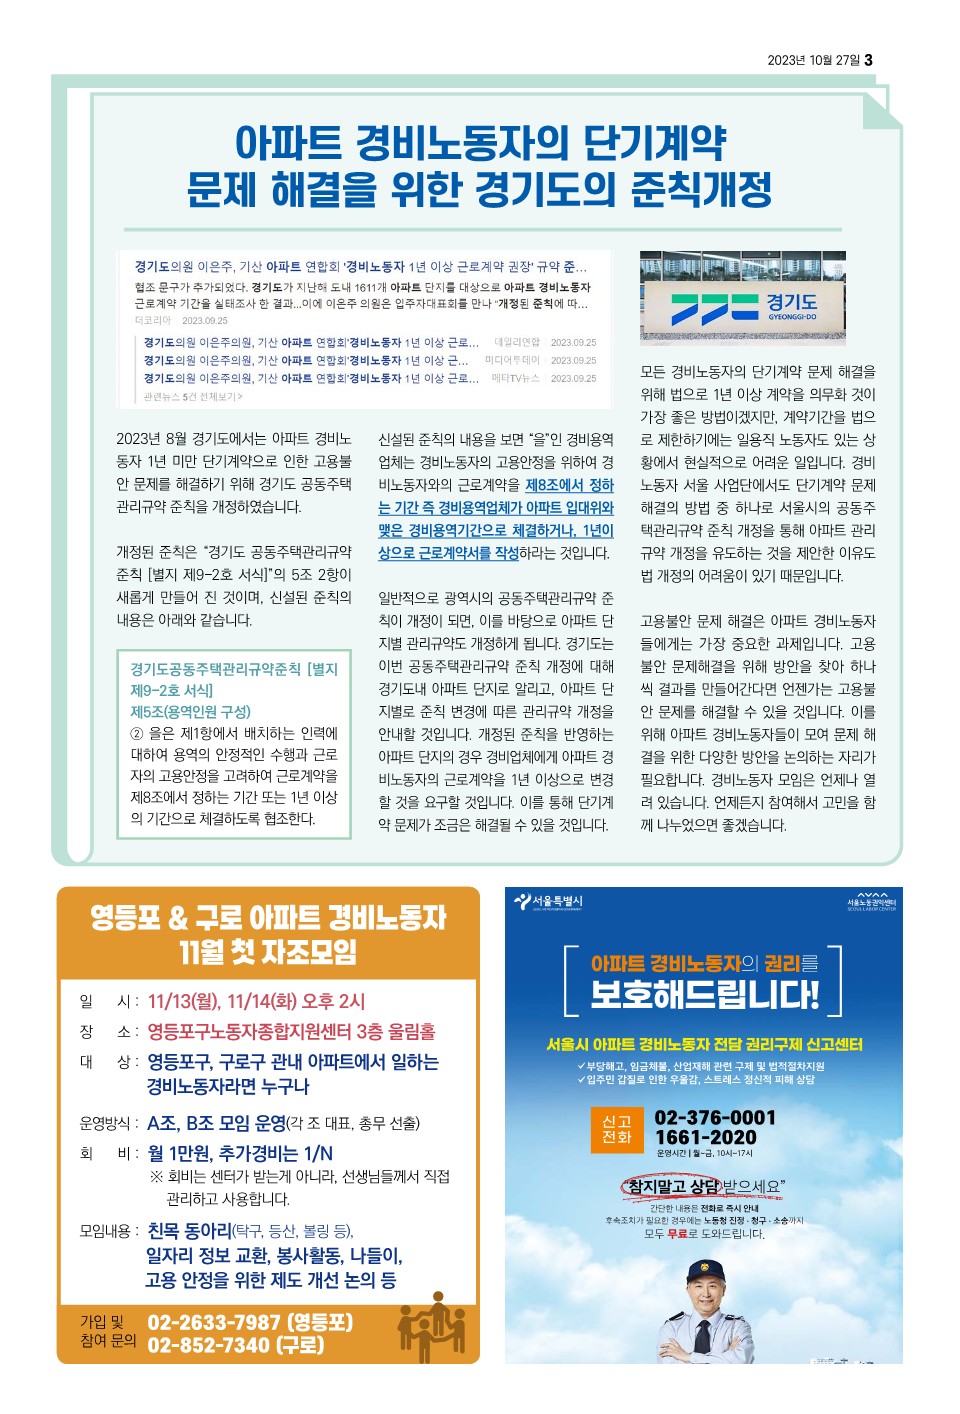 2023년 10월 27일 3
아파트 경비노동자의 단기계약
문제 해결을 위한 경기도의 준칙개정
경기도의원 이은주, 기산 아파트 연합회 '경비노동자 1년 이상 근로계약 권장' 규약 준...
협조 문구가 추가되었다. 경기도가 지난해 도내 1611개 아파트 단지를 대상으로 아파트 경비노동자
근로계약 기간을 실태조사 한 결과...이에 이은주 의원은 입주자대표회를 만나 “개정된 준칙에 따...
더코리아 2023.09.25
경기도의원 이은주의원, 기산 아파트 연합회'경비노동자 1년 이상 근로... 데일리연합 2023.09.25
경기도의원 이은주의원, 기산 아파트 연합회'경비노동자 1년 이상 근... 미디어투데이 2023.09.25
경기도의원 이은주의원, 기산 아파트 연합회'경비노동자 1년 이상 근로... 메타TV뉴스 2023.09.25
관련뉴스 5건 전체보기>
2023년 8월 경기도에서는 아파트 경비노
동자 1년 미만 단기계약으로 인한 고용불
안 문제를 해결하기 위해 경기도 공동주택
관리규약 준칙을 개정하였습니다.
개정된 준칙은 “경기도 공동주택관리규약
준칙 [별지 제9-2호 서식]”의 5조 2항이
새롭게 만들어 진 것이며, 신설된 준칙의
내용은 아래와 같습니다.
경기도공동주택관리규약준칙 [별지
제9-2호 서식]
제5조(용역인원 구성)
② 을은 제1항에서 배치하는 인력에
대하여 용역의 안정적인 수행과 근로
자의 고용안정을 고려하여 근로계약을
제8조에서 정하는 기간 또는 1년 이상
의 기간으로 체결하도록 협조한다.
신설된 준칙의 내용을 보면 “을”인 경비용역
업체는 경비노동자의 고용안정을 위하여 경
비노동자와의 근로계약을 제8조에서 정하
는 기간 즉 경비용역업체가 아파트 입대위와
맺은 경비용역기간으로 체결하거나, 1년이
상으로 근로계약서를 작성하라는 것입니다.
일반적으로 광역시의 공동주택관리규약 준
칙이 개정이 되면, 이를 바탕으로 아파트 단
지별 관리규약도 개정하게 됩니다. 경기도는
이번 공동주택관리규약 준칙 개정에 대해
경기도내 아파트 단지로 알리고, 아파트 단
지별로 준칙 변경에 따른 관리규약 개정을
안내할 것입니다. 개정된 준칙을 반영하는
아파트 단지의 경우 경비업체에게 아파트 경
비노동자의 근로계약을 1년 이상으로 변경
할 것을 요구할 것입니다. 이를 통해 단기계
약 문제가 조금은 해결될 수 있을 것입니다.
경기도
GYEONGGI-DO
모든 경비노동자의 단기계약 문제 해결을
위해 법으로 1년 이상 계약을 의무화 것이
가장 좋은 방법이겠지만, 계약기간을 법으
로 제한하기에는 일용직 노동자도 있는 상
황에서 현실적으로 어려운 일입니다. 경비
노동자 서울 사업단에서도 단기계약 문제
해결의 방법 중 하나로 서울시의 공동주
택관리규약 준칙 개정을 통해 아파트 관리
규약 개정을 유도하는 것을 제안한 이유도
법 개정의 어려움이 있기 때문입니다.
고용불안 문제 해결은 아파트 경비노동자
들에게는 가장 중요한 과제입니다. 고용
불안 문제해결을 위해 방안을 찾아 하나
씩 결과를 만들어간다면 언젠가는 고용불
안 문제를 해결할 수 있을 것입니다. 이를
위해 아파트 경비노동자들이 모여 문제 해
결을 위한 다양한 방안을 논의하는 자리가
필요합니다. 경비노동자 모임은 언제나 열
려 있습니다. 언제든지 참여해서 고민을 함
께 나누었으면 좋겠습니다.
영등포 & 구로 아파트 경비노동자
11월 첫 자조모임
일 시 : 11/13(월), 11/14(화) 오후 2시
장 소 : 영등포구노동자종합지원센터 3층 울림홀
대 상 : 영등포구, 구로구 관내 아파트에서 일하는
경비노동자라면 누구나
운영방식 : A조, B조 모임 운영(각 조 대표, 총무 선출)
회 비 : 월 1만원, 추가경비는 1/N
※ 회비는 센터가 받는게 아니라, 선생님들께서 직접
관리하고 사용합니다.
모임내용 : 친목 동아리(탁구, 등산, 볼링 등),
일자리 정보 교환, 봉사활동, 나들이,
고용 안정을 위한 제도 개선 논의 등
가입 및
참여 문의
02-2633-7987 (영등포)
02-852-7340 (구로)
서울특별시
서울노동권익센터
SEOUL LABOR CENTER
아파트 경비노동자의 권리를
보호해드립니다!
서울시 아파트 경비노동자 전담 권리구제 신고센터
✓부당해고, 임금체불, 산업재해 관련 구제 및 법적절차지원
✓입주민 갑질로 인한 우울감, 스트레스 정신적 피해 상담
신고
전화
02-376-0001
1661-2020
운영시간 | 월~금, 10시~17시
“참지말고 상담받으세요”
간단한 내용은 전화로 즉시 안내
후속조치가 필요한 경우에는 노동청 진정·청구·소송까지
모두 무료로 도와드립니다.